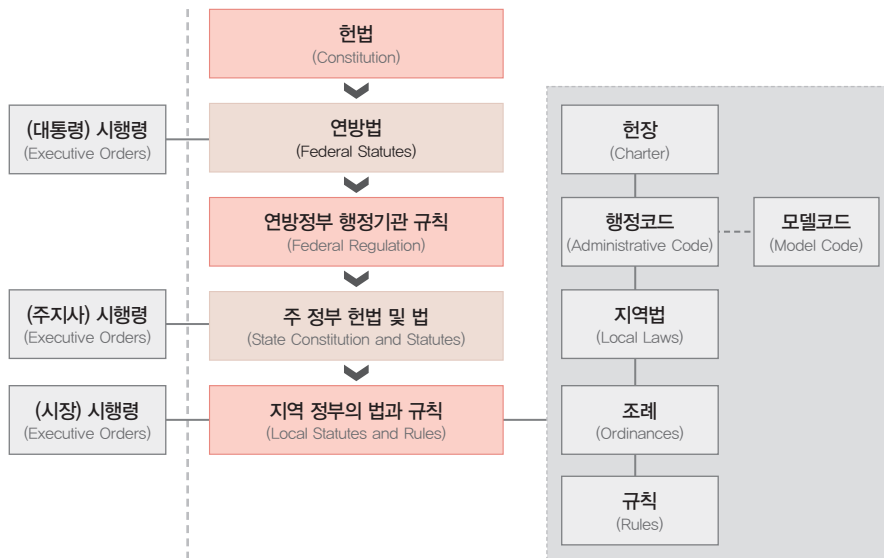 헌법
(Constitution)
(대통령) 시행령
(Executive Orders)
연방법
(Federal Statutes)
연방정부 행정기관 규칙
(Federal Regulation)
(주지사) 시행령
(Executive Orders)
주 정부 헌법 및 법
(State Constitution and Statutes)
(시장) 시행령
(Executive Orders)
지역 정부의 법과 규칙
(Local Statutes and Rules)
헌장
(Charter)
행정코드
(Administrative Code)
모델코드
(Model Code)
지역법
(Local Laws)
조례
(Ordinances)
규칙
(Rules)